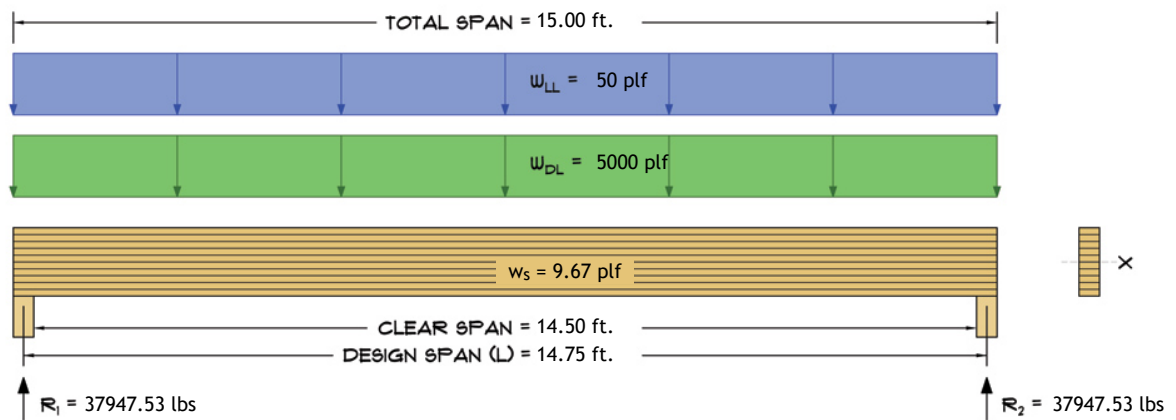 TOTAL SPAN = 15.00 ft.
wLL = 50 plf
wDL = 5000 plf
ws = 9.67 plf
X
CLEAR SPAN = 14.50 ft.
DESIGN SPAN (L) = 14.75 ft.
R1 = 37947.53 lbs
R2 = 37947.53 lbs